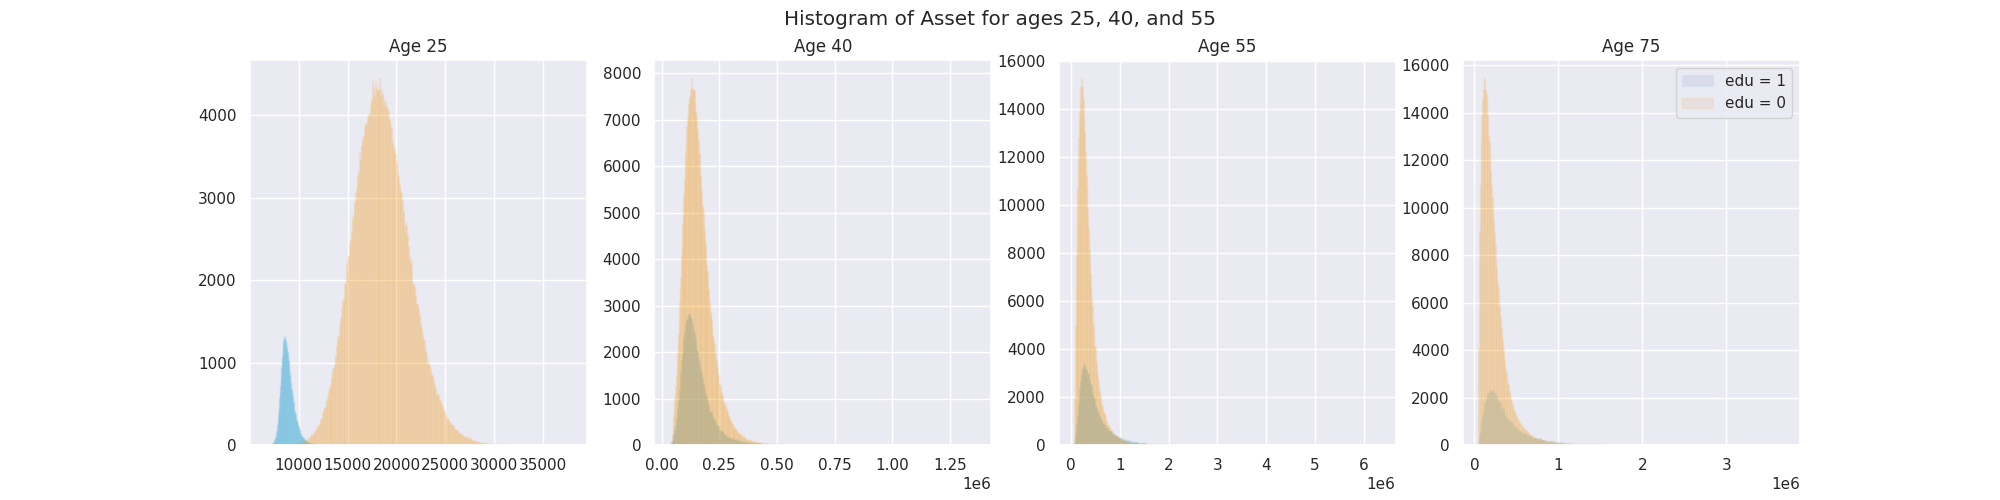 Histogram of Asset for ages 25, 40, and 55
Age 25
4000
3000
2000
1000
0
10000 15000 20000 25000 30000 35000
Age 40
8000
7000
6000
5000
4000
3000
2000
1000
0
0.00 0.25 0.50 0.75 1.00 1.25
1e6
Age 55
16000
14000
12000
10000
8000
6000
4000
2000
0
0 1 2 3 4 5 6
1e6
Age 75
16000
14000
12000
10000
8000
6000
4000
2000
0
0 1 2 3
1e6
edu = 1
edu = 0